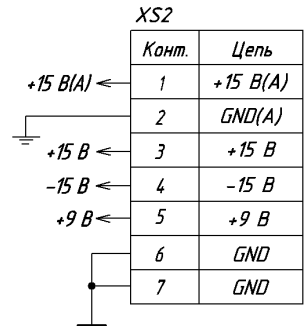 XS2
Конт. Цепь
+15 В(А) 1 +15 В(А)
2 GND(A)
+15 В 3 +15 В
-15 В 4 -15 В
+9 В 5 +9 В
6 GND
7 GND